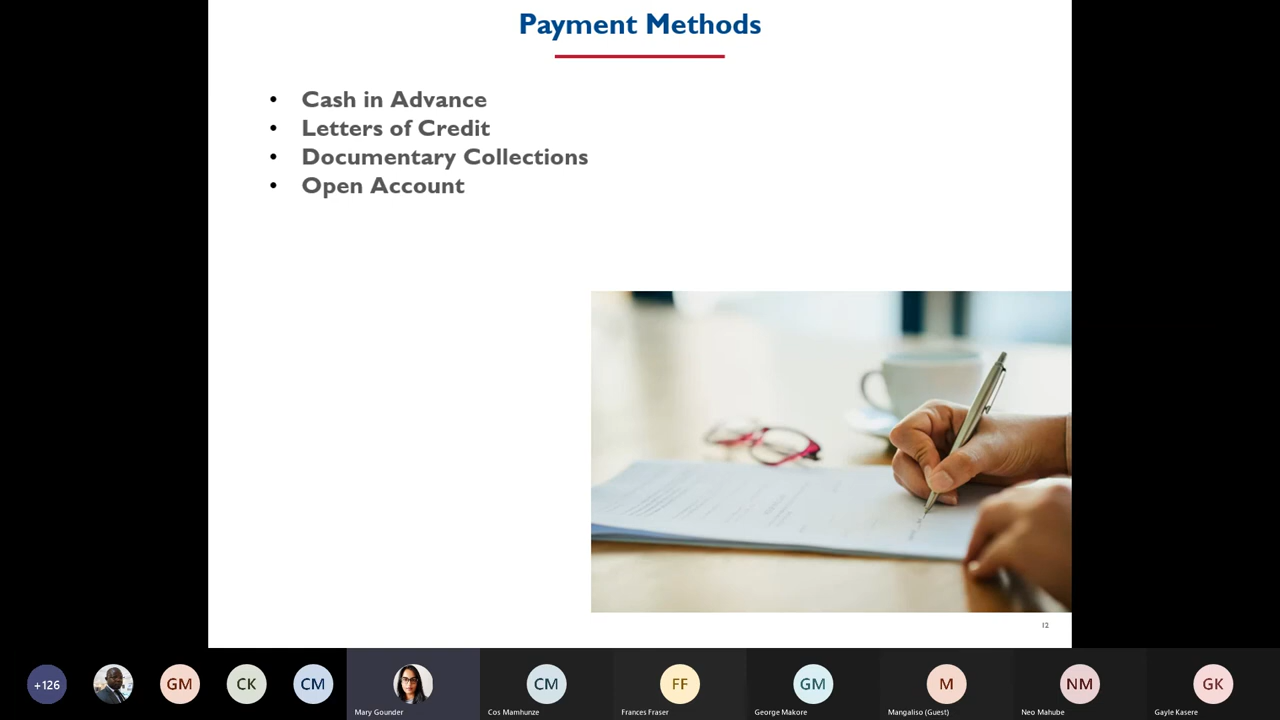 Payment Methods
• Cash in Advance
• Letters of Credit
• Documentary Collections
• Open Account
12
+126
GM
CK
CM
Mary Gounder
CM
Cos Mamhunze
FF
Frances Fraser
GM
George Makore
M
Mangaliso (Guest)
NM
Neo Mahube
GK
Gayle Kasere